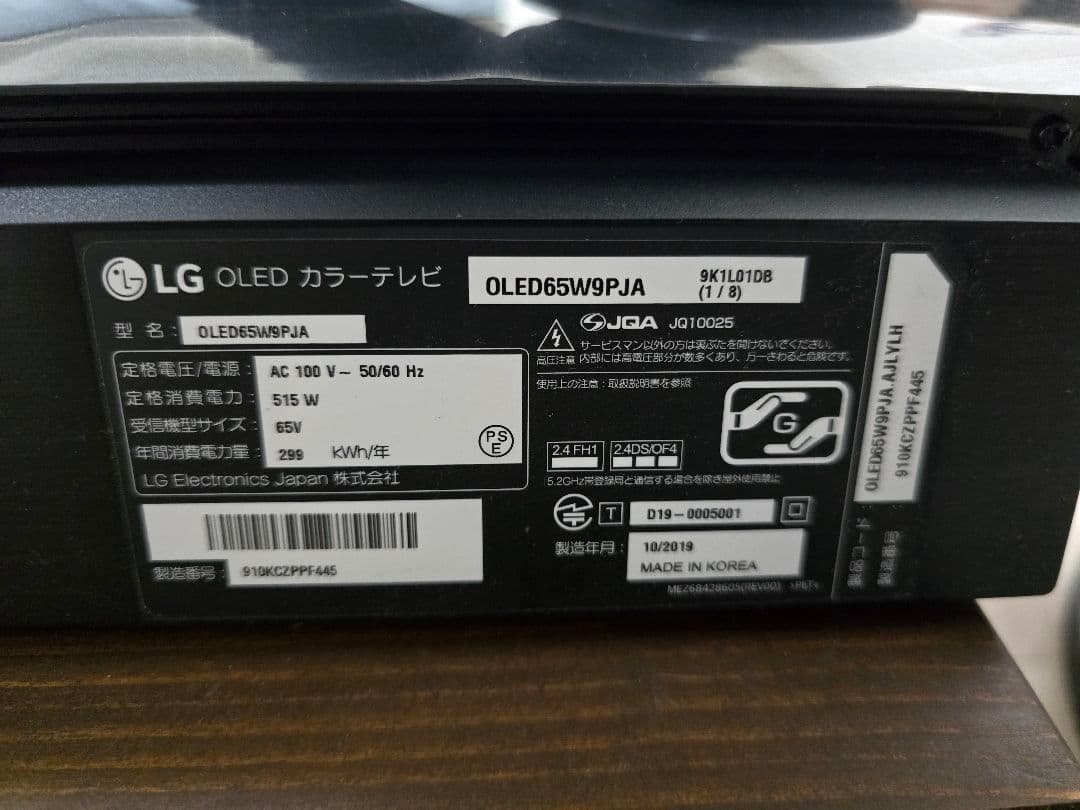 LG OLED カラーテレビ
OLED65W9PJA
9K1L01DB
(1 / 8)
型 名 : OLED65W9PJA
定格電圧/電源 : AC 100 V~ 50/60 Hz
定格消費電力 : 515 W
受信機型サイズ : 65V
年間消費電力量 : 299 kWh/年
PS
E
LG Electronics Japan 株式会社
製造番号 : 910KCZPPF445
JQA JQ10025
高圧注意
サービスマン以外の方は裏ぶたを開けないでください。
内部には高電圧部分が数多くあり、万一さわると危険です。
使用上の注意 : 取扱説明書を参照
G
2.4 FH1
2.4DS/OF4
5.2GHz帯登録局と通信する場合を除き屋外使用禁止
T D19-0005001
製造年月 : 10/2019
MADE IN KOREA
MEZ68428605(REV00) >PET<
OLED65W9PJA.AJLYLH
910KCZPPF445
製品コード
製造番号